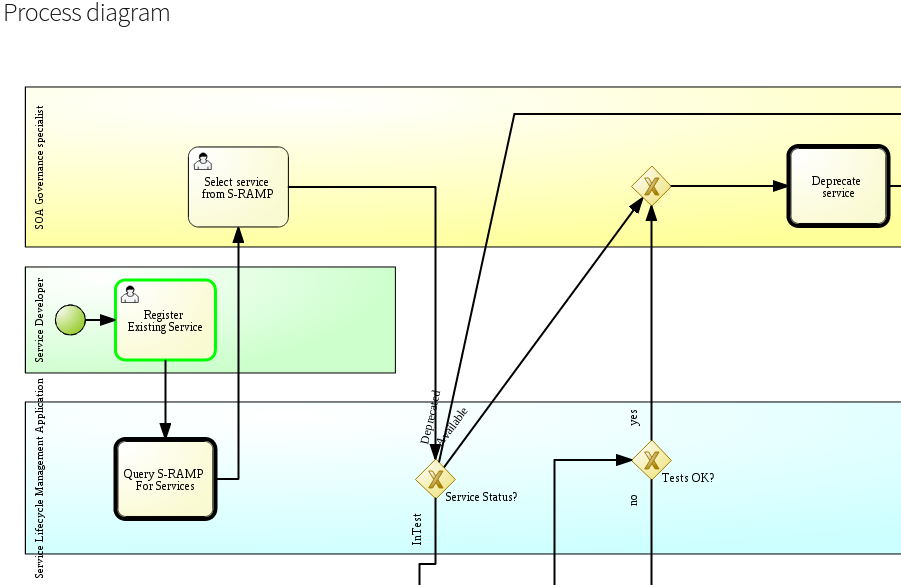 Process diagram
SOA Governance specialist
Select service
from S-RAMP
Deprecate
service
Service Developer
Register
Existing Service
Service Lifecycle Management Application
Deprecated
Available
yes
Query S-RAMP
For Services
Service Status?
Tests OK?
InTest
no